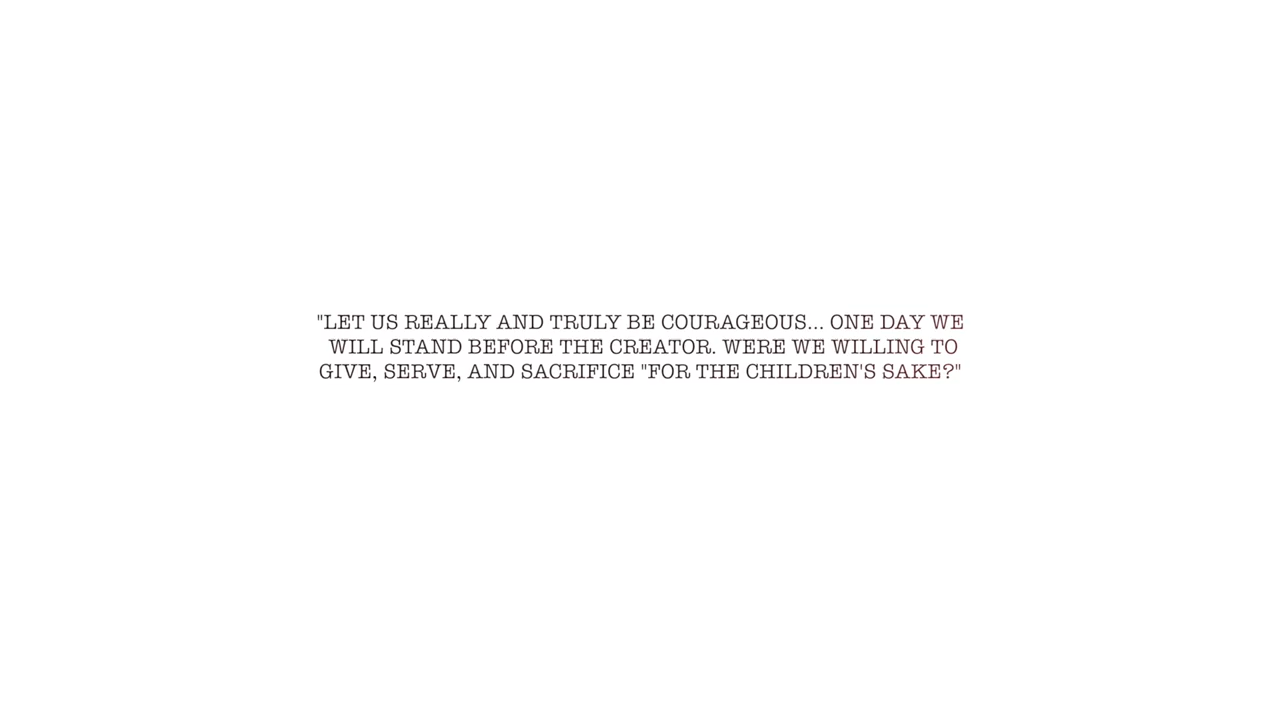 "LET US REALLY AND TRULY BE COURAGEOUS... ONE DAY WE
WILL STAND BEFORE THE CREATOR. WERE WE WILLING TO
GIVE, SERVE, AND SACRIFICE "FOR THE CHILDREN'S SAKE?"